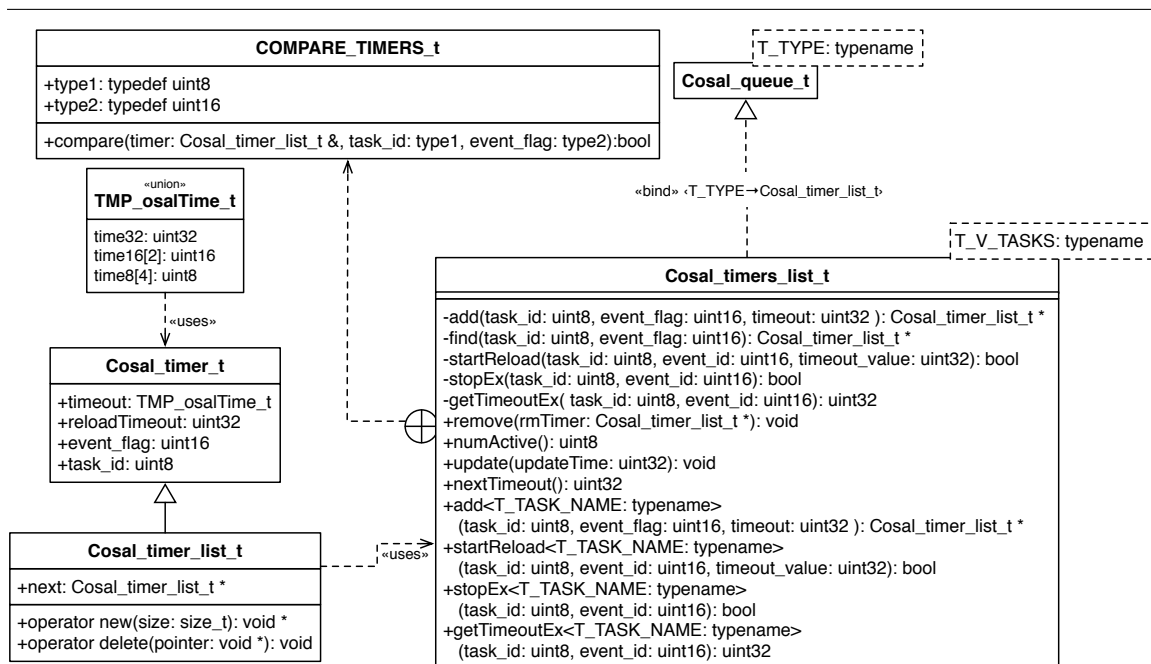 COMPARE_TIMERS_t
+type1: typedef uint8
+type2: typedef uint16
+compare(timer: Cosal_timer_list_t &, task_id: type1, event_flag: type2):bool
T_TYPE: typename
Cosal_queue_t
«bind» ‹T_TYPE→Cosal_timer_list_t›
«union»
TMP_osalTime_t
time32: uint32
time16[2]: uint16
time8[4]: uint8
«uses»
Cosal_timer_t
+timeout: TMP_osalTime_t
+reloadTimeout: uint32
+event_flag: uint16
+task_id: uint8
Cosal_timer_list_t
+next: Cosal_timer_list_t *
+operator new(size: size_t): void *
+operator delete(pointer: void *): void
«uses»
T_V_TASKS: typename
Cosal_timers_list_t
-add(task_id: uint8, event_flag: uint16, timeout: uint32 ): Cosal_timer_list_t *
-find(task_id: uint8, event_flag: uint16): Cosal_timer_list_t *
-startReload(task_id: uint8, event_id: uint16, timeout_value: uint32): bool
-stopEx(task_id: uint8, event_id: uint16): bool
-getTimeoutEx( task_id: uint8, event_id: uint16): uint32
+remove(rmTimer: Cosal_timer_list_t *): void
+numActive(): uint8
+update(updateTime: uint32): void
+nextTimeout(): uint32
+add<T_TASK_NAME: typename>
(task_id: uint8, event_flag: uint16, timeout: uint32 ): Cosal_timer_list_t *
+startReload<T_TASK_NAME: typename>
(task_id: uint8, event_id: uint16, timeout_value: uint32): bool
+stopEx<T_TASK_NAME: typename>
(task_id: uint8, event_id: uint16): bool
+getTimeoutEx<T_TASK_NAME: typename>
(task_id: uint8, event_id: uint16): uint32